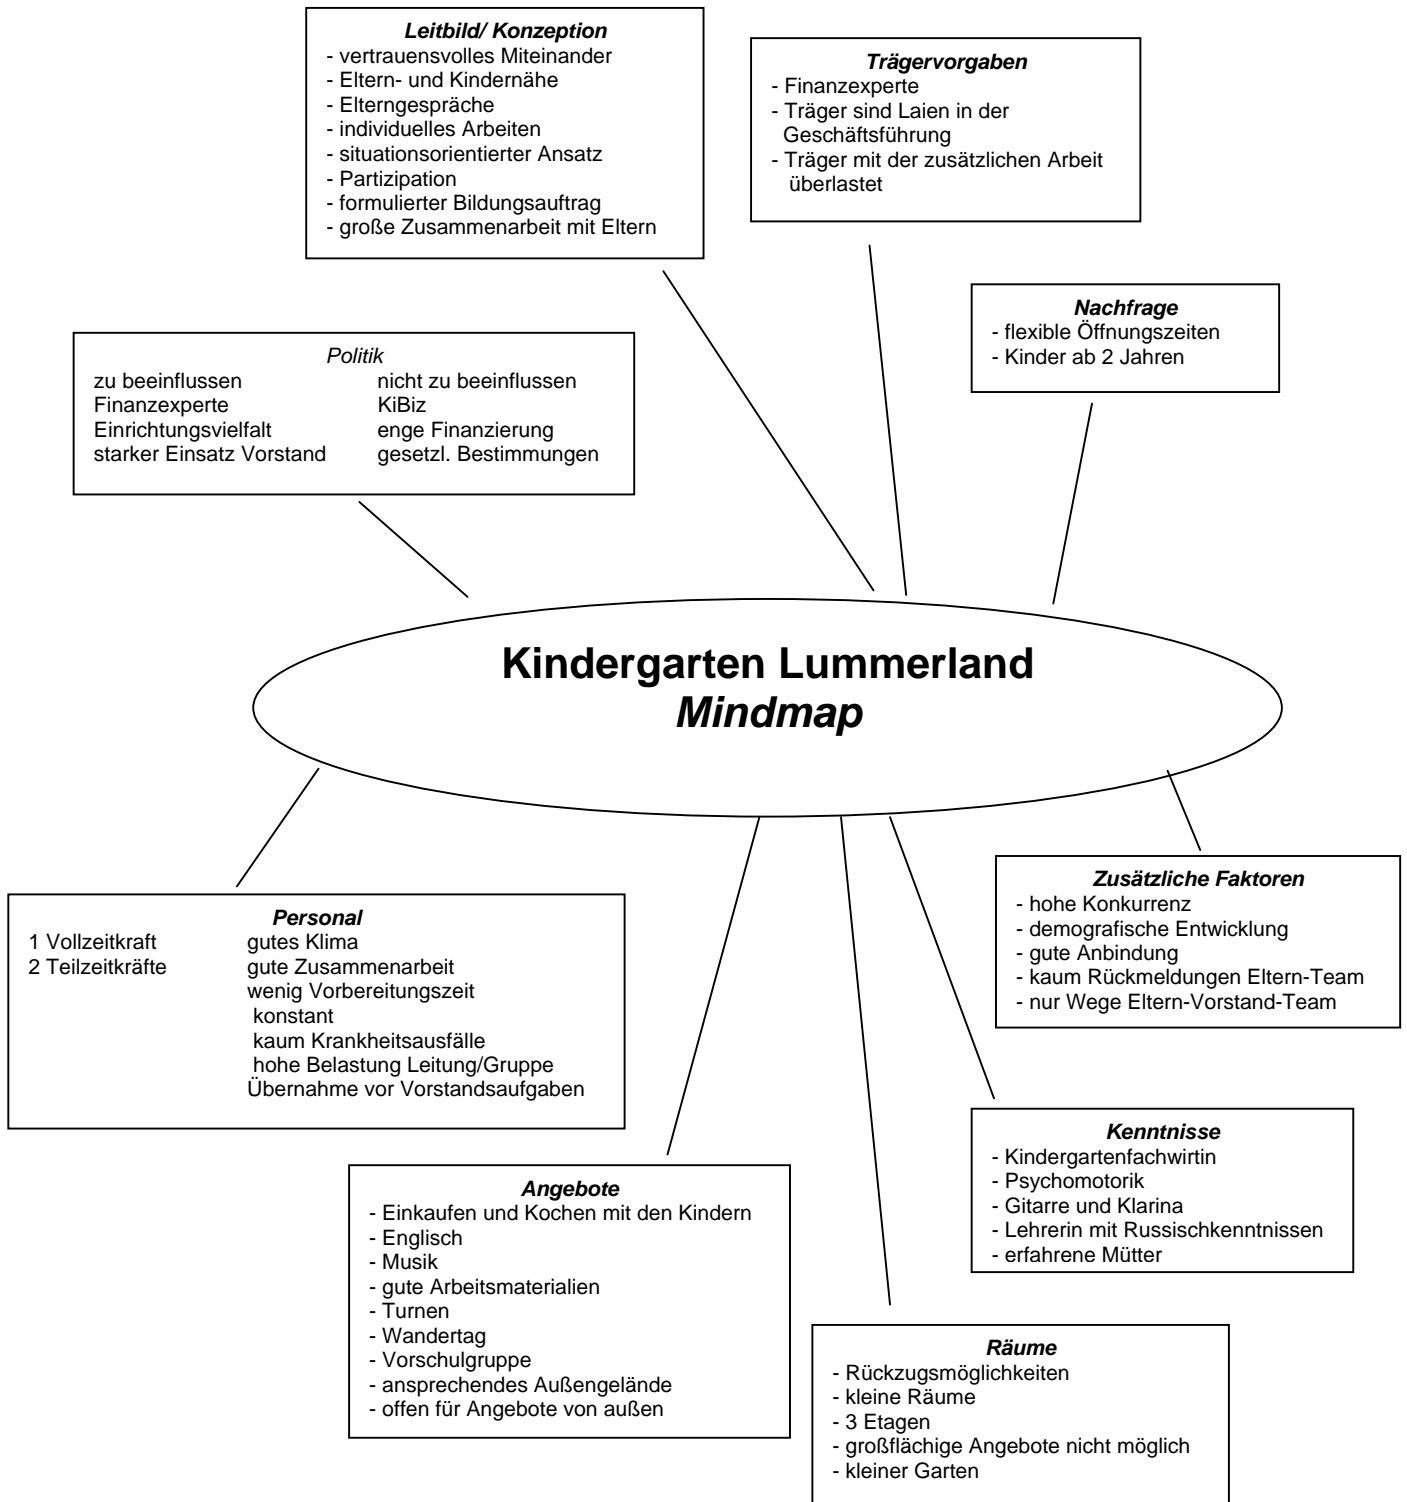 Leitbild/ Konzeption
- vertrauensvolles Miteinander
- Eltern- und Kindernähe
- Elterngespräche
- individuelles Arbeiten
- situationsorientierter Ansatz
- Partizipation
- formulierter Bildungsauftrag
- große Zusammenarbeit mit Eltern
Trägervorgaben
- Finanzexperte
- Träger sind Laien in der
Geschäftsführung
- Träger mit der zusätzlichen Arbeit
überlastet
Nachfrage
- flexible Öffnungszeiten
- Kinder ab 2 Jahren
Politik
zu beeinflussen nicht zu beeinflussen
Finanzexperte KiBiz
Einrichtungsvielfalt enge Finanzierung
starker Einsatz Vorstand gesetzl. Bestimmungen
Kindergarten Lummerland
Mindmap
Personal
1 Vollzeitkraft gutes Klima
2 Teilzeitkräfte gute Zusammenarbeit
wenig Vorbereitungszeit
konstant
kaum Krankheitsausfälle
hohe Belastung Leitung/Gruppe
Übernahme vor Vorstandsaufgaben
Zusätzliche Faktoren
- hohe Konkurrenz
- demografische Entwicklung
- gute Anbindung
- kaum Rückmeldungen Eltern-Team
- nur Wege Eltern-Vorstand-Team
Kenntnisse
- Kindergartenfachwirtin
- Psychomotorik
- Gitarre und Klarina
- Lehrerin mit Russischkenntnissen
- erfahrene Mütter
Angebote
- Einkaufen und Kochen mit den Kindern
- Englisch
- Musik
- gute Arbeitsmaterialien
- Turnen
- Wandertag
- Vorschulgruppe
- ansprechendes Außengelände
- offen für Angebote von außen
Räume
- Rückzugsmöglichkeiten
- kleine Räume
- 3 Etagen
- großflächige Angebote nicht möglich
- kleiner Garten